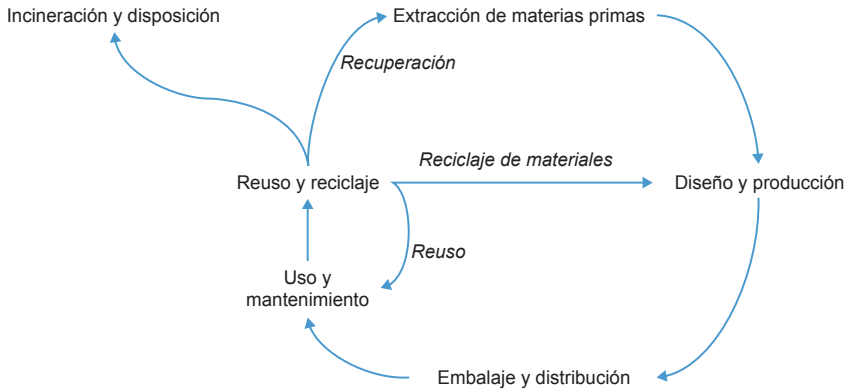 Incineración y disposición
Extracción de materias primas
Recuperación
Reciclaje de materiales
Reuso y reciclaje
Diseño y producción
Reuso
Uso y
mantenimiento
Embalaje y distribución